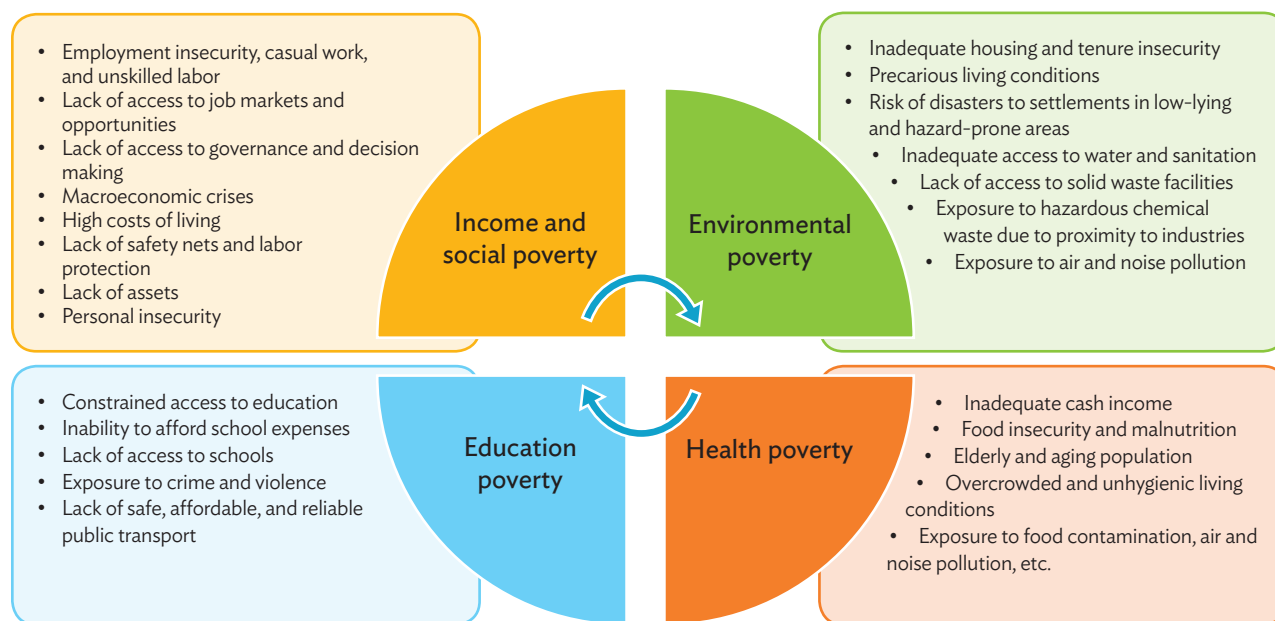 • Employment insecurity, casual work,
and unskilled labor
• Lack of access to job markets and
opportunities
• Lack of access to governance and decision
making
• Macroeconomic crises
• High costs of living
• Lack of safety nets and labor
protection
• Lack of assets
• Personal insecurity
Income and
social poverty
Environmental
poverty
• Inadequate housing and tenure insecurity
• Precarious living conditions
• Risk of disasters to settlements in low-lying
and hazard-prone areas
• Inadequate access to water and sanitation
• Lack of access to solid waste facilities
• Exposure to hazardous chemical
waste due to proximity to industries
• Exposure to air and noise pollution
• Constrained access to education
• Inability to afford school expenses
• Lack of access to schools
• Exposure to crime and violence
• Lack of safe, affordable, and reliable
public transport
Education
poverty
Health poverty
• Inadequate cash income
• Food insecurity and malnutrition
• Elderly and aging population
• Overcrowded and unhygienic living
conditions
• Exposure to food contamination, air and
noise pollution, etc.